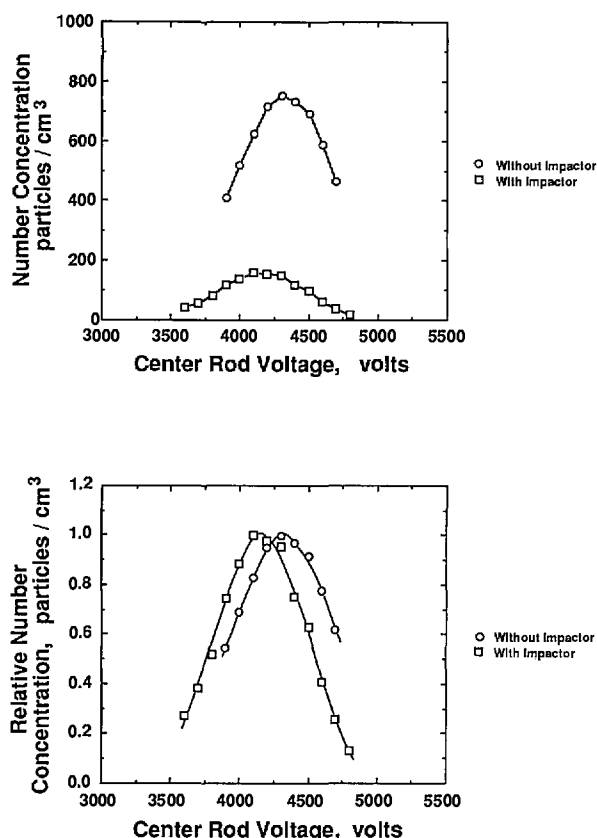 1000
800
600
400
200
0
Number Concentration
particles / cm3
3000 3500 4000 4500 5000 5500
Center Rod Voltage, volts
Without Impactor
With Impactor
1.2
1.0
0.8
0.6
0.4
0.2
0.0
Relative Number
Concentration, particles / cm3
3000 3500 4000 4500 5000 5500
Center Rod Voltage, volts
Without Impactor
With Impactor